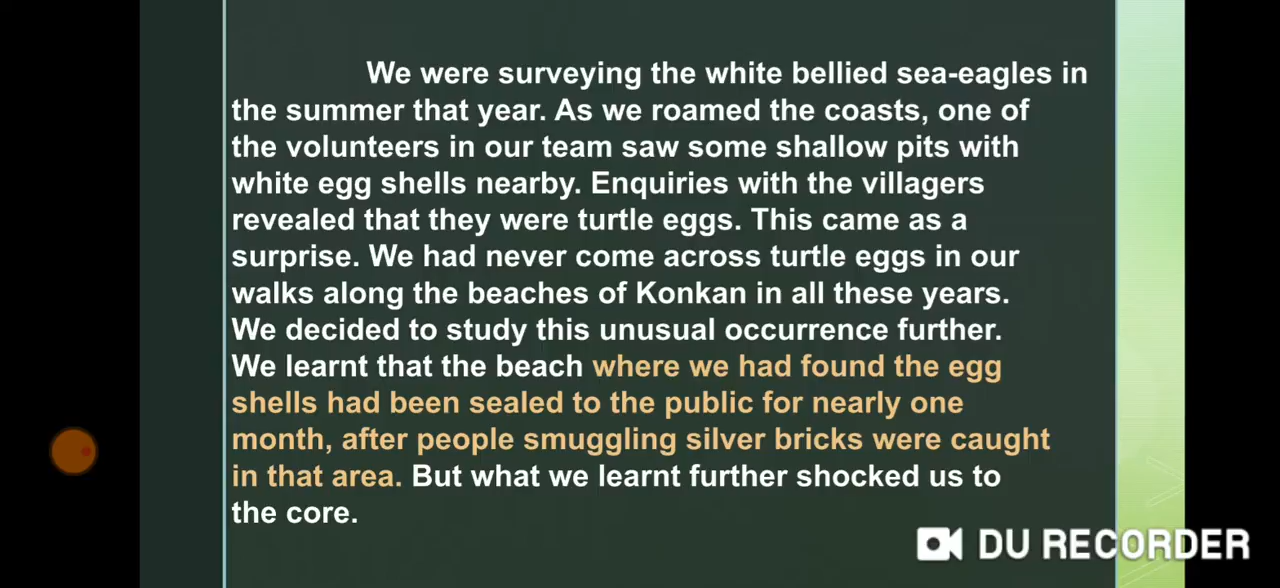 We were surveying the white bellied sea-eagles in
the summer that year. As we roamed the coasts, one of
the volunteers in our team saw some shallow pits with
white egg shells nearby. Enquiries with the villagers
revealed that they were turtle eggs. This came as a
surprise. We had never come across turtle eggs in our
walks along the beaches of Konkan in all these years.
We decided to study this unusual occurrence further.
We learnt that the beach where we had found the egg
shells had been sealed to the public for nearly one
month, after people smuggling silver bricks were caught
in that area. But what we learnt further shocked us to
the core.
DU RECORDER